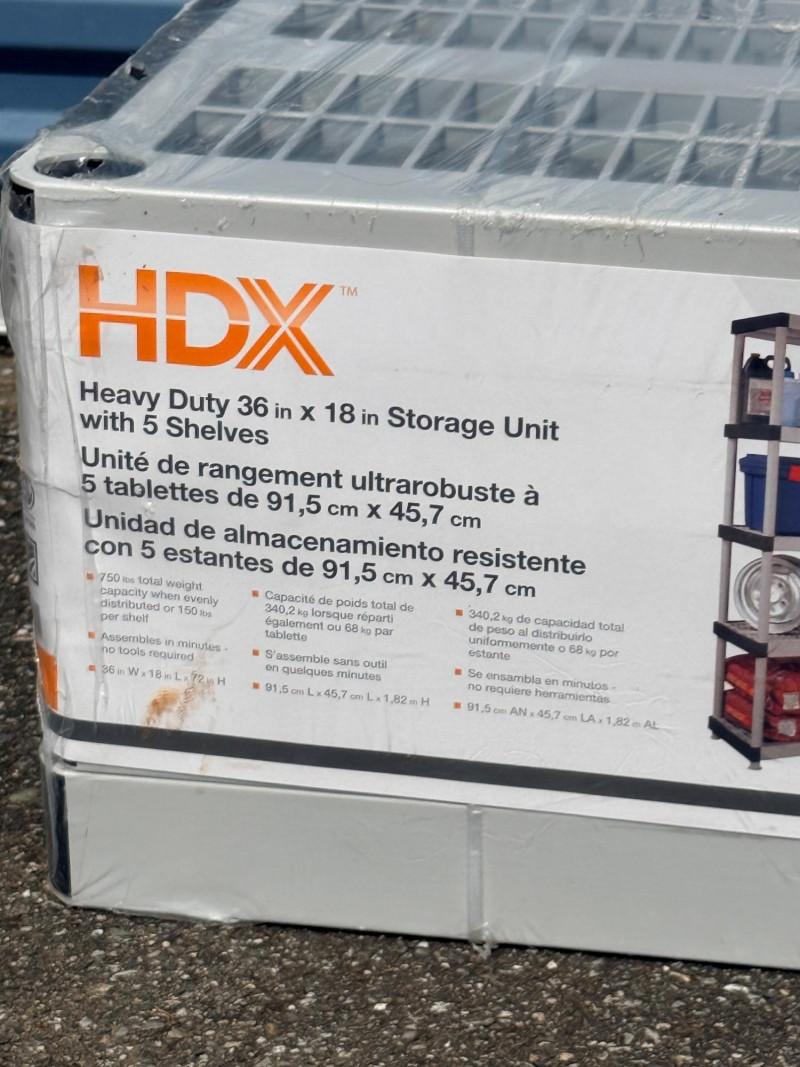 HDX™
Heavy Duty 36 in x 18 in Storage Unit
with 5 Shelves
Unité de rangement ultrarobuste à
5 tablettes de 91,5 cm x 45,7 cm
Unidad de almacenamiento resistente
con 5 estantes de 91,5 cm x 45,7 cm
750 lbs total weight
capacity when evenly
distributed or 150 lbs
per shelf
Assembles in minutes -
no tools required
36 in W x 18 in L x 72 in H
Capacité de poids total de
340,2 kg lorsque réparti
également ou 68 kg par
tablette
S'assemble sans outil
en quelques minutes
91,5 cm L x 45,7 cm L x 1,82 m H
340,2 kg de capacidad total
de peso al distribuirlo
uniformemente o 68 kg por
estante
Se ensambla en minutos -
no requiere herramientas
91,5 cm AN x 45,7 cm LA x 1,82 m AL